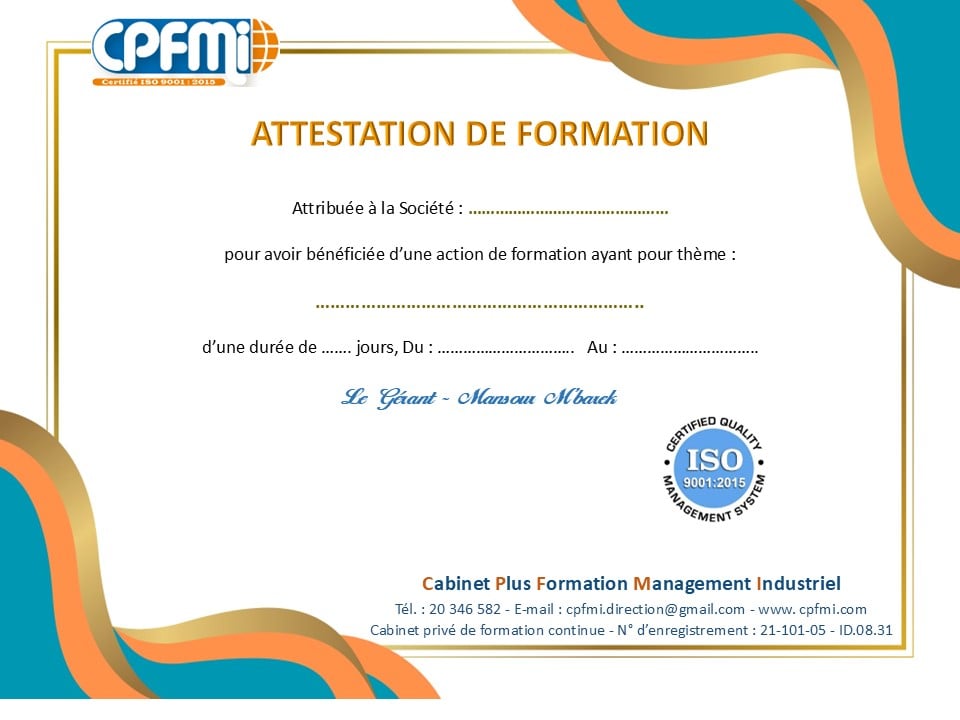 CPFMi
Certifié ISO 9001 : 2015
ATTESTATION DE FORMATION
Attribuée à la Société : ……………………………………
pour avoir bénéficiée d’une action de formation ayant pour thème :
………………………………………………………..
d’une durée de ……. jours, Du : …………………………. Au : …………………………..
Le Gérant - Mansour M'barek
CERTIFIED QUALITY
ISO
9001:2015
MANAGEMENT SYSTEM
Cabinet Plus Formation Management Industriel
Tél. : 20 346 582 - E-mail : cpfmi.direction@gmail.com - www. cpfmi.com
Cabinet privé de formation continue - N° d’enregistrement : 21-101-05 - ID.08.31